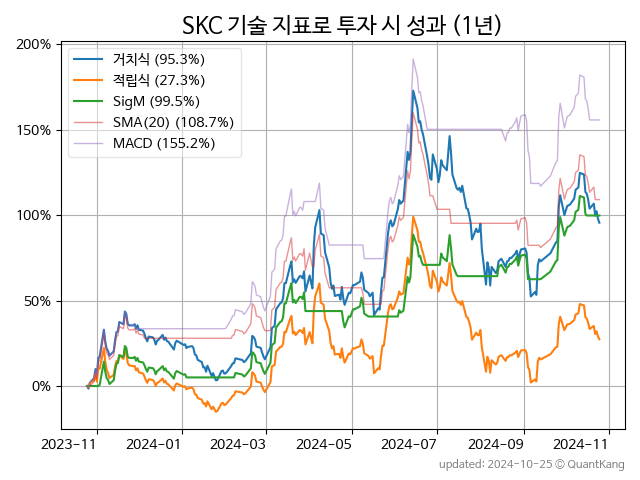 SKC 기술 지표로 투자 시 성과 (1년)
200%
150%
100%
50%
0%
거치식 (95.3%)
적립식 (27.3%)
SigM (99.5%)
SMA(20) (108.7%)
MACD (155.2%)
2023-11
2024-01
2024-03
2024-05
2024-07
2024-09
2024-11
updated: 2024-10-25 © QuantKang